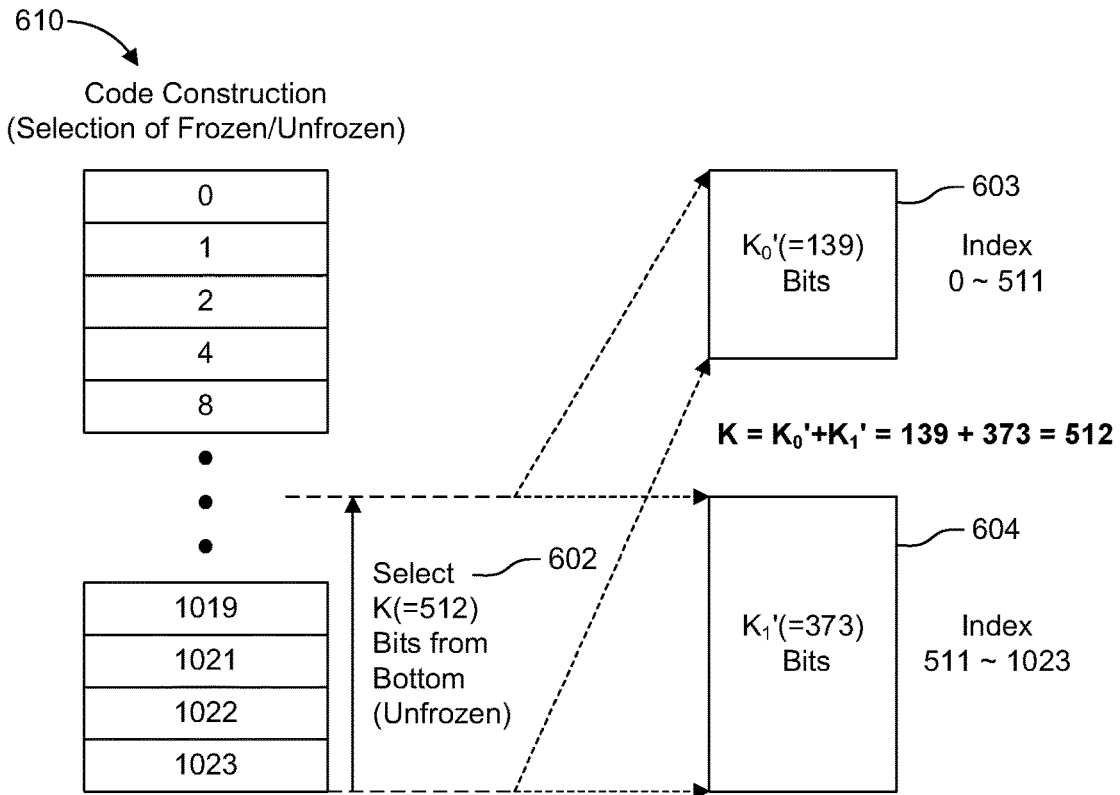 610
Code Construction
(Selection of Frozen/Unfrozen)
0
1
2
4
8
1019
1021
1022
1023
Select
K(=512)
Bits from
Bottom
(Unfrozen)
602
K₀'(=139)
Bits
603
Index
0 ~ 511
K = K₀'+K₁' = 139 + 373 = 512
K₁'(=373)
Bits
604
Index
511 ~ 1023